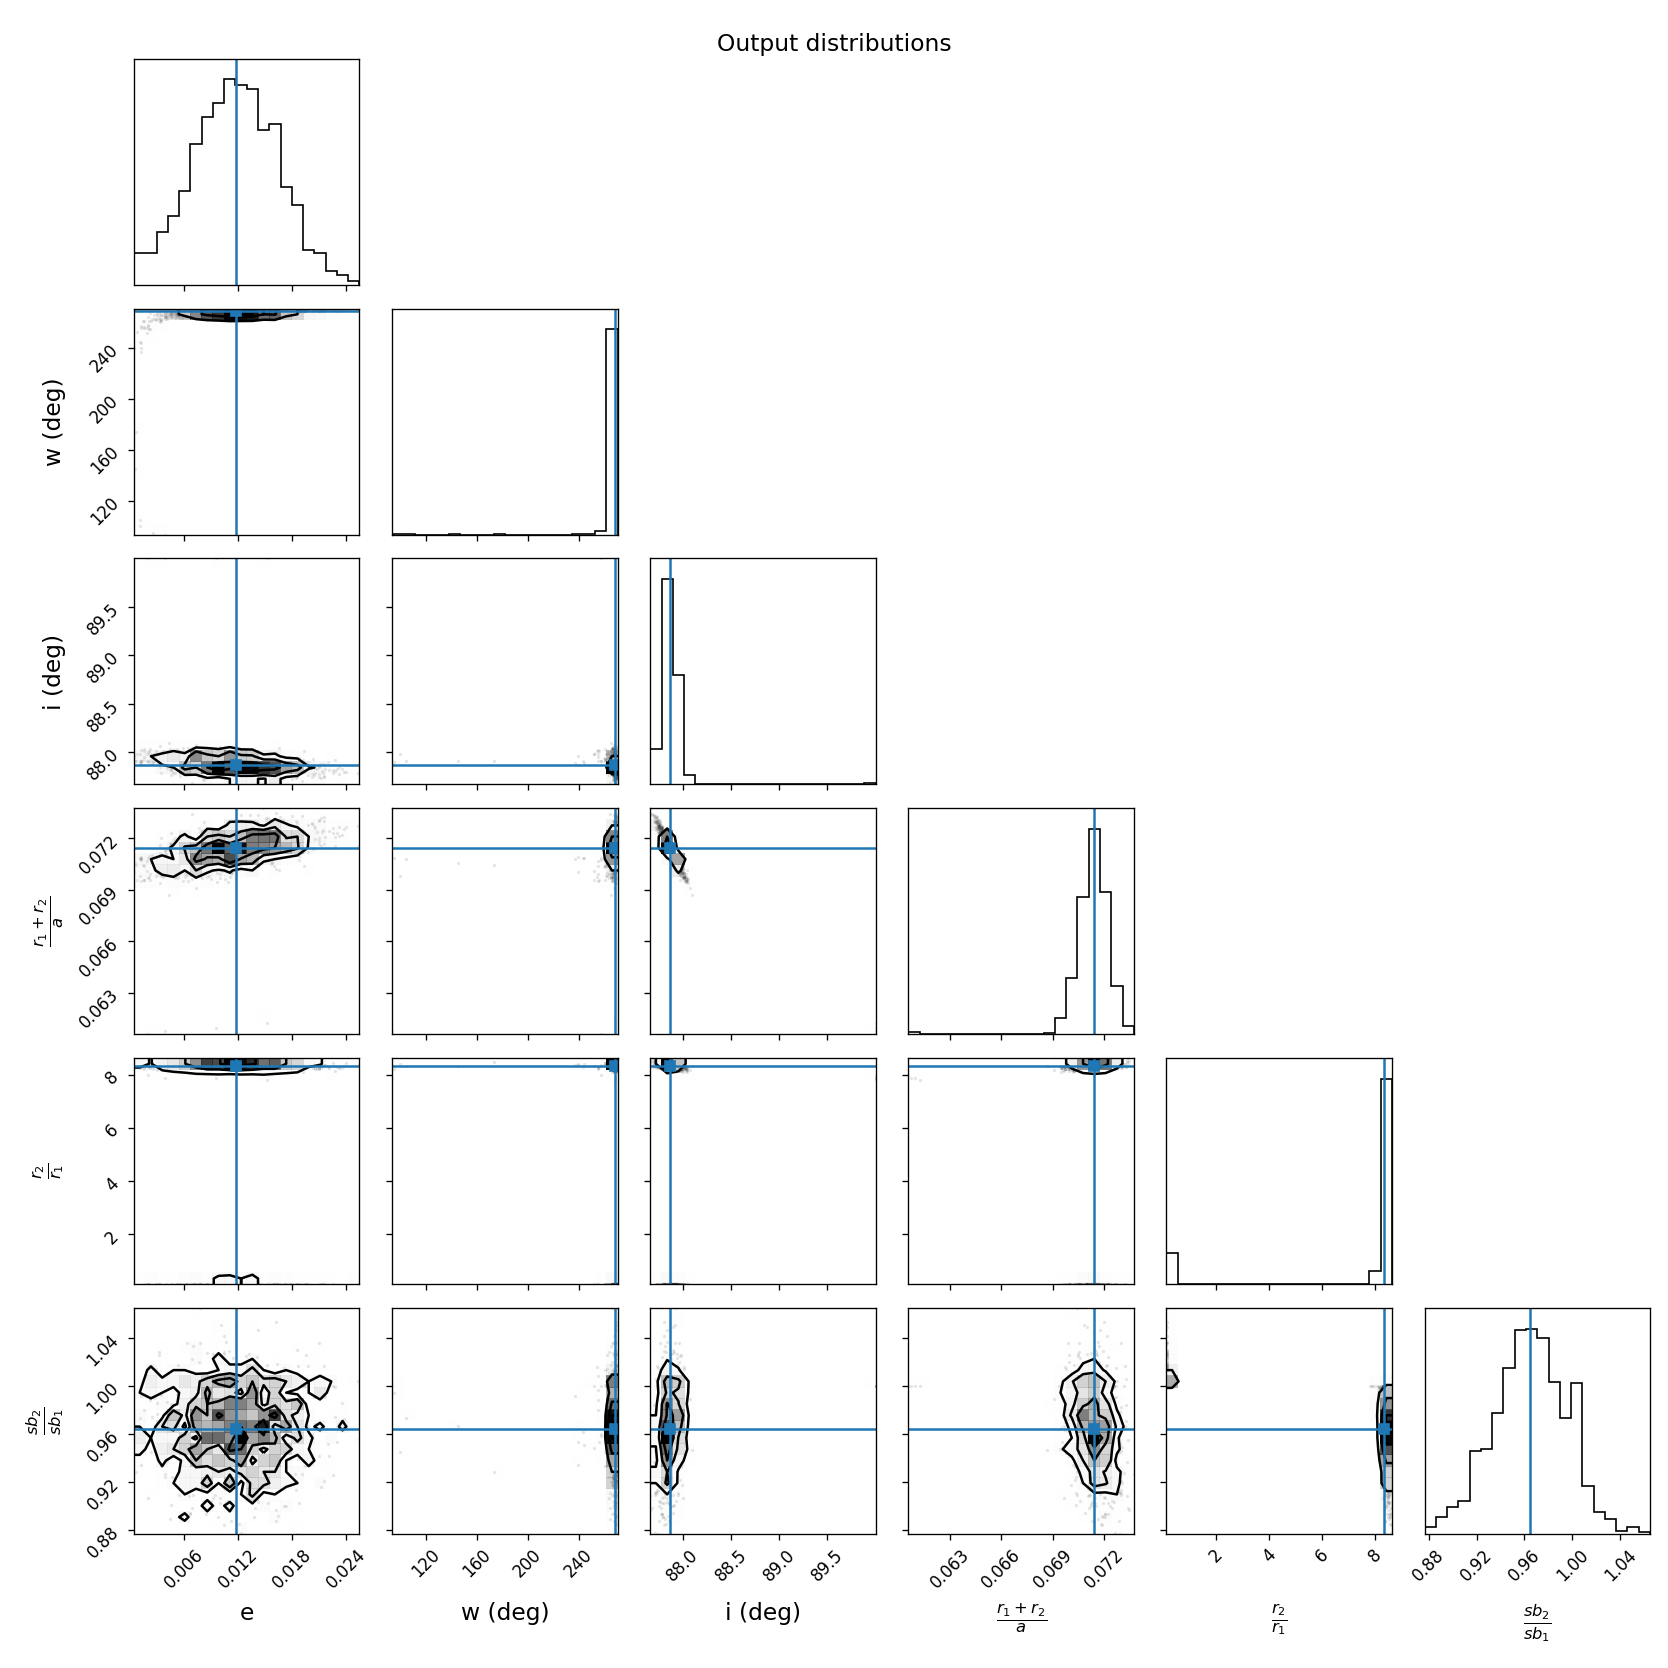 Output distributions
w (deg)
240
200
160
120
i (deg)
89.5
89.0
88.5
88.0
r₁ + r₂
a
0.072
0.069
0.066
0.063
r₂
r₁
8
6
4
2
sb₂
sb₁
1.04
1.00
0.96
0.92
0.88
0.006 0.012 0.018 0.024 120 160 200 240 88.0 88.5 89.0 89.5 0.063 0.066 0.069 0.072 2 4 6 8 0.88 0.92 0.96 1.00 1.04
e w (deg) i (deg) r₁ + r₂ r₂ sb₂
a r₁ sb₁